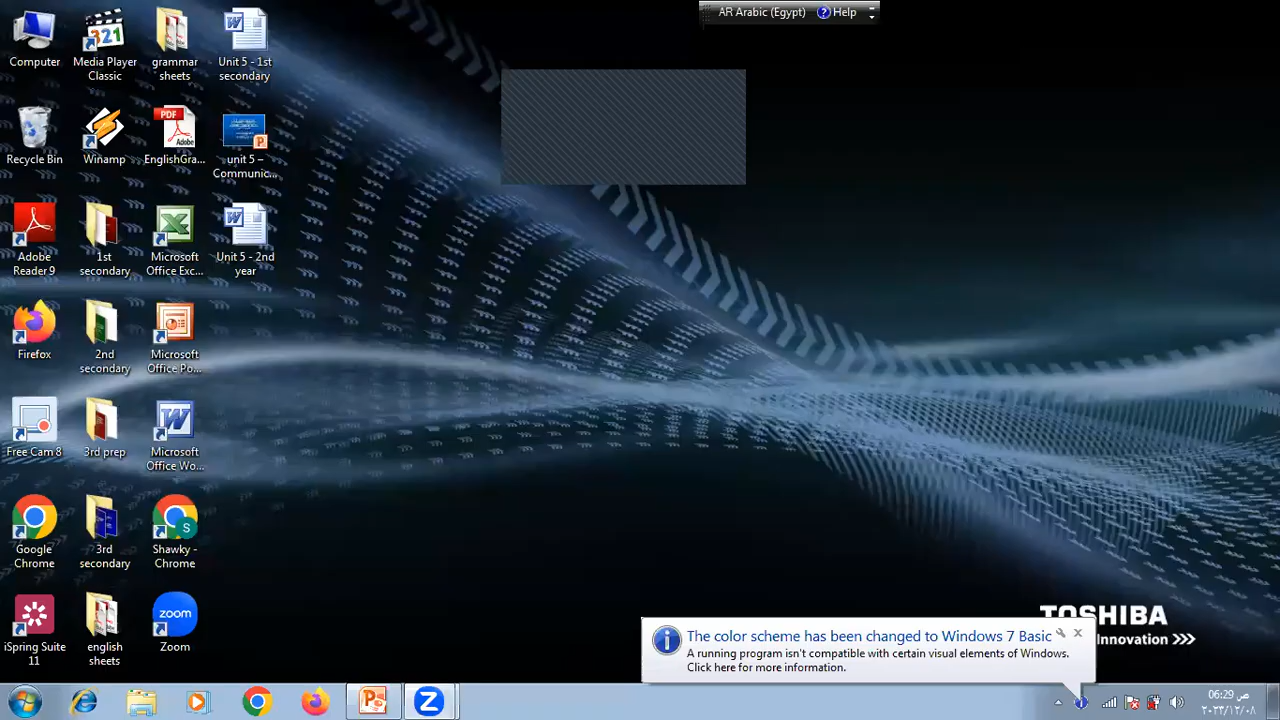 AR Arabic (Egypt) Help
Computer
Media Player Classic
grammar sheets
Unit 5 - 1st secondary
Recycle Bin
Winamp
EnglishGra...
unit 5 – Communic...
Adobe Reader 9
1st secondary
Microsoft Office Exc...
Unit 5 - 2nd year
Firefox
2nd secondary
Microsoft Office Po...
Free Cam 8
3rd prep
Microsoft Office Wo...
Google Chrome
3rd secondary
Shawky - Chrome
iSpring Suite 11
english sheets
Zoom
321
PDF
Adobe
S
zoom
TOSHIBA
Innovation >>>
The color scheme has been changed to Windows 7 Basic
A running program isn't compatible with certain visual elements of Windows.
Click here for more information.
06:29 ص
٢٠٢٣/١٢/٠٨